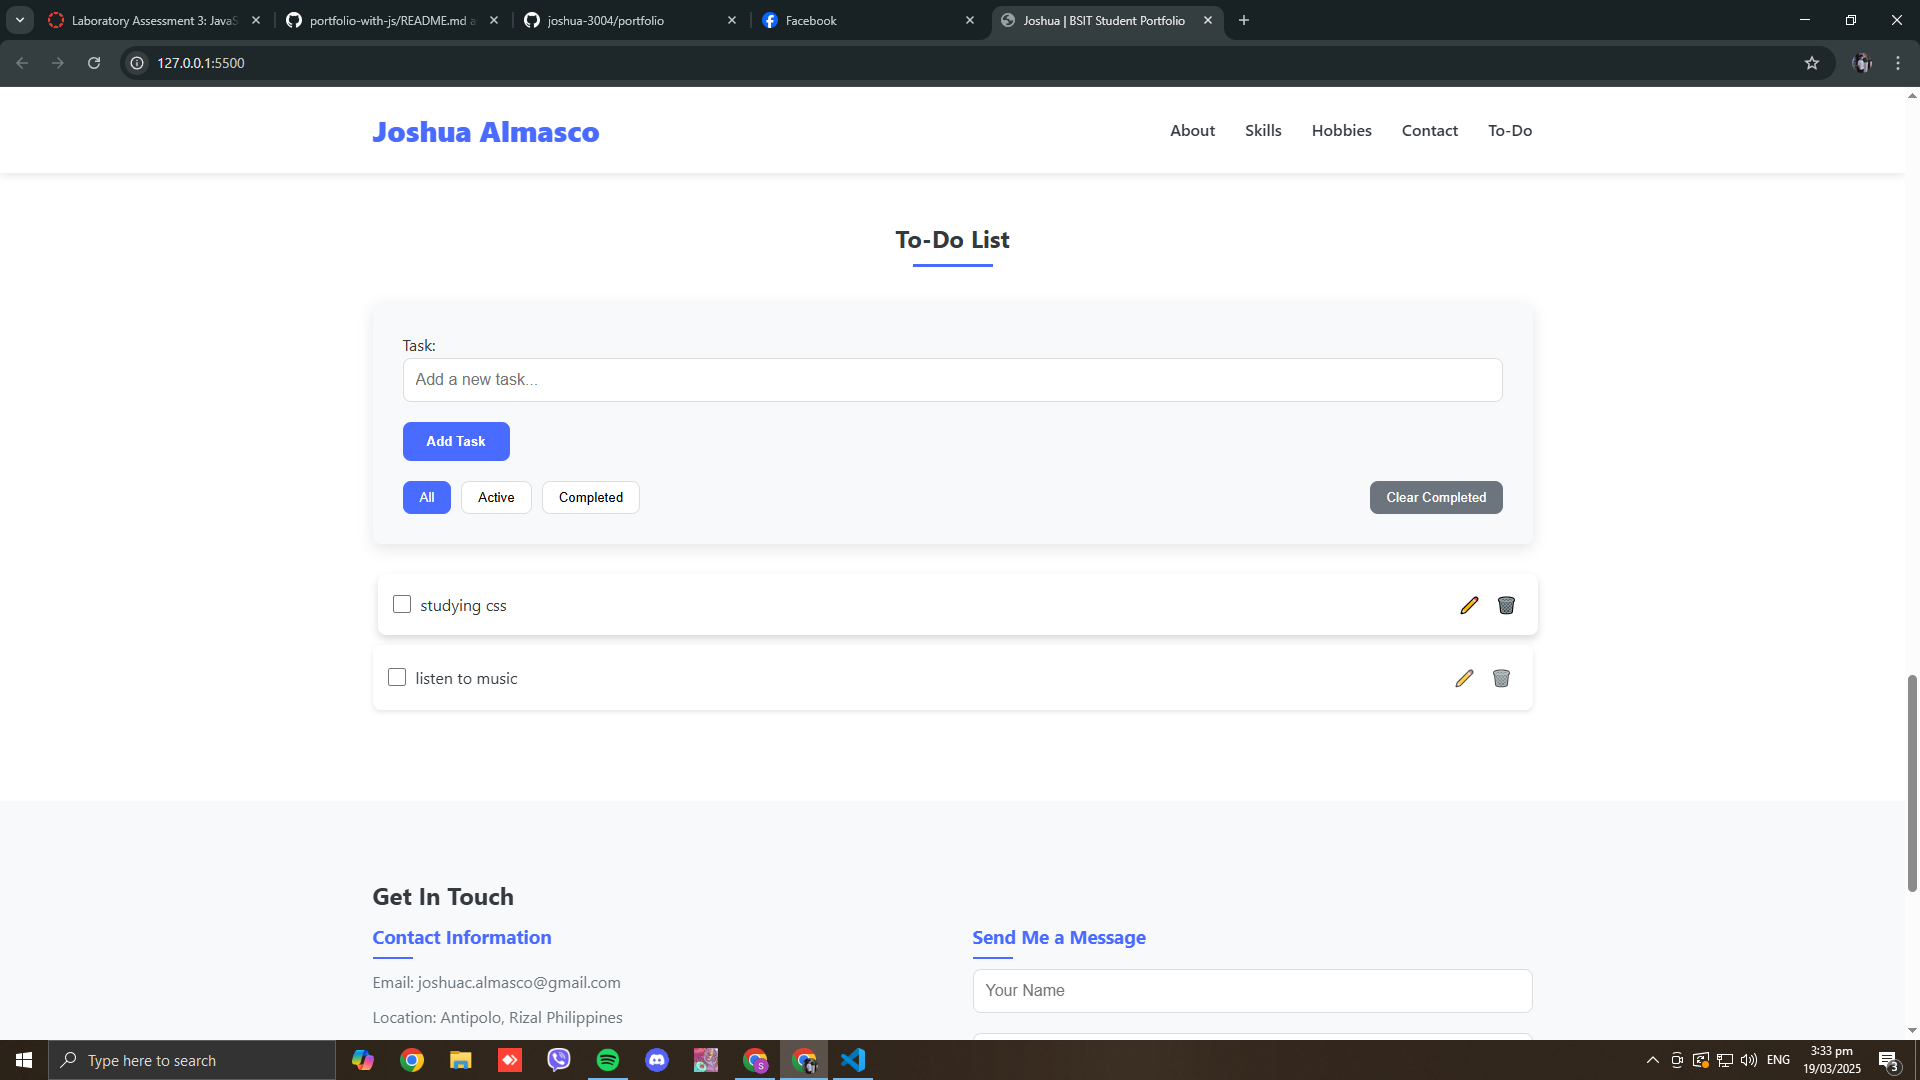 Laboratory Assessment 3: JavaS
portfolio-with-js/README.md a
joshua-3004/portfolio
Facebook
Joshua | BSIT Student Portfolio
127.0.0.1:5500
Joshua Almasco
About
Skills
Hobbies
Contact
To-Do
To-Do List
Task:
Add a new task...
Add Task
All
Active
Completed
Clear Completed
studying css
listen to music
Get In Touch
Contact Information
Email: joshuac.almasco@gmail.com
Location: Antipolo, Rizal Philippines
Send Me a Message
Your Name
Type here to search
S
ENG
3:33 pm
19/03/2025
3